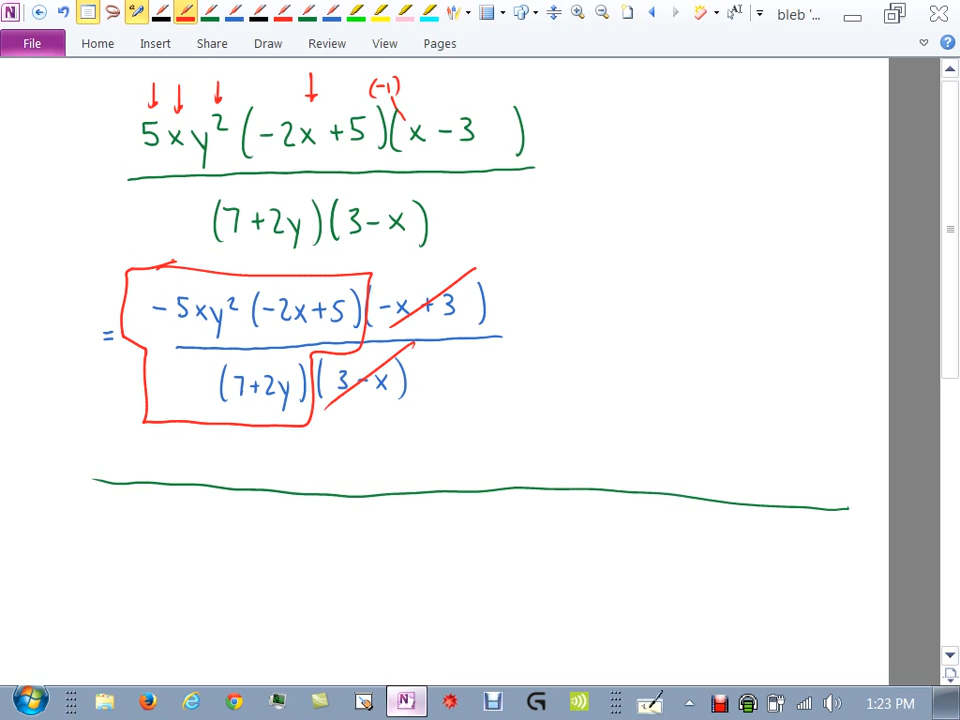 bleb '...
File Home Insert Share Draw Review View Pages
(-1)
5xy² (-2x +5)(x -3 )
(7+2y)(3-x)
= -5xy² (-2x+5)(-x+3 )
(7+2y)(3-x)
1:23 PM